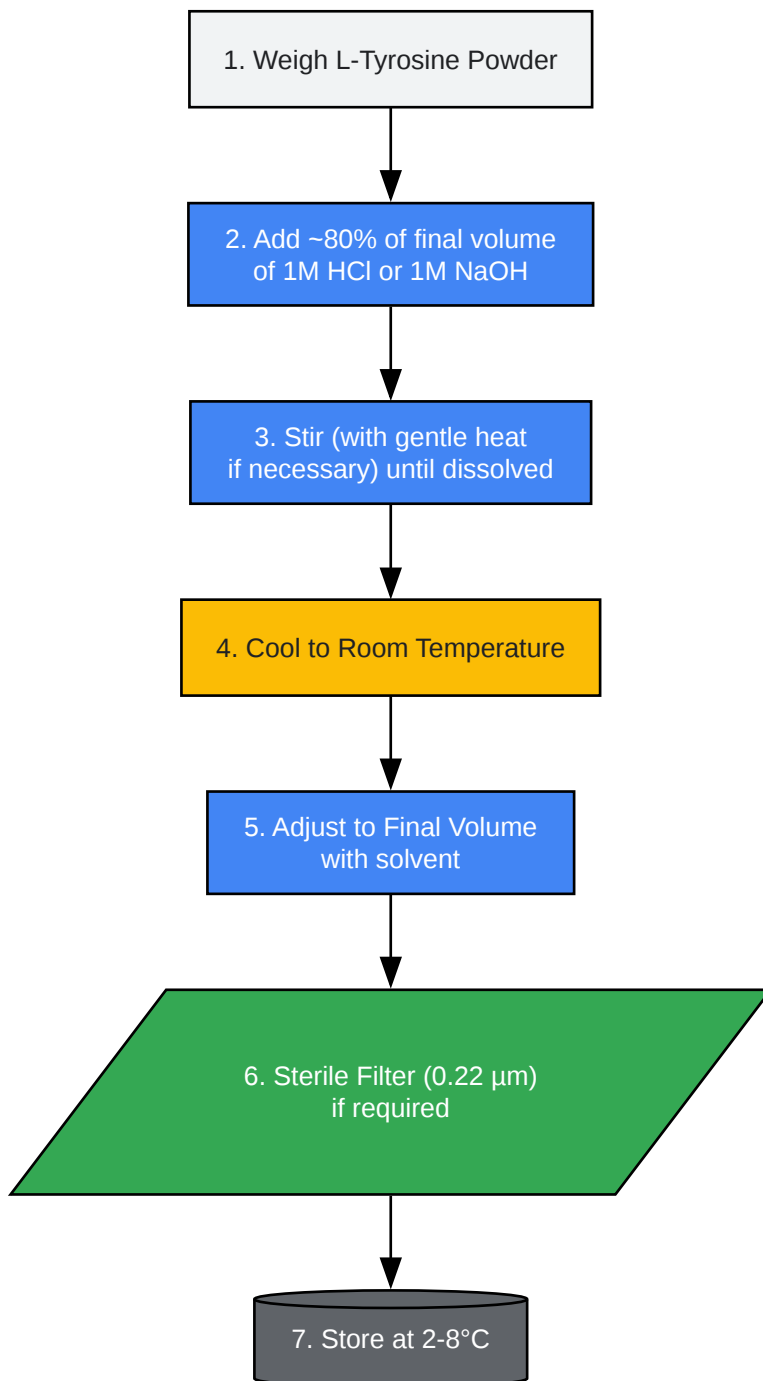 1. Weigh L-Tyrosine Powder
2. Add ~80% of final volume
of 1M HCl or 1M NaOH
3. Stir (with gentle heat
if necessary) until dissolved
4. Cool to Room Temperature
5. Adjust to Final Volume
with solvent
6. Sterile Filter (0.22 µm)
if required
7. Store at 2-8°C